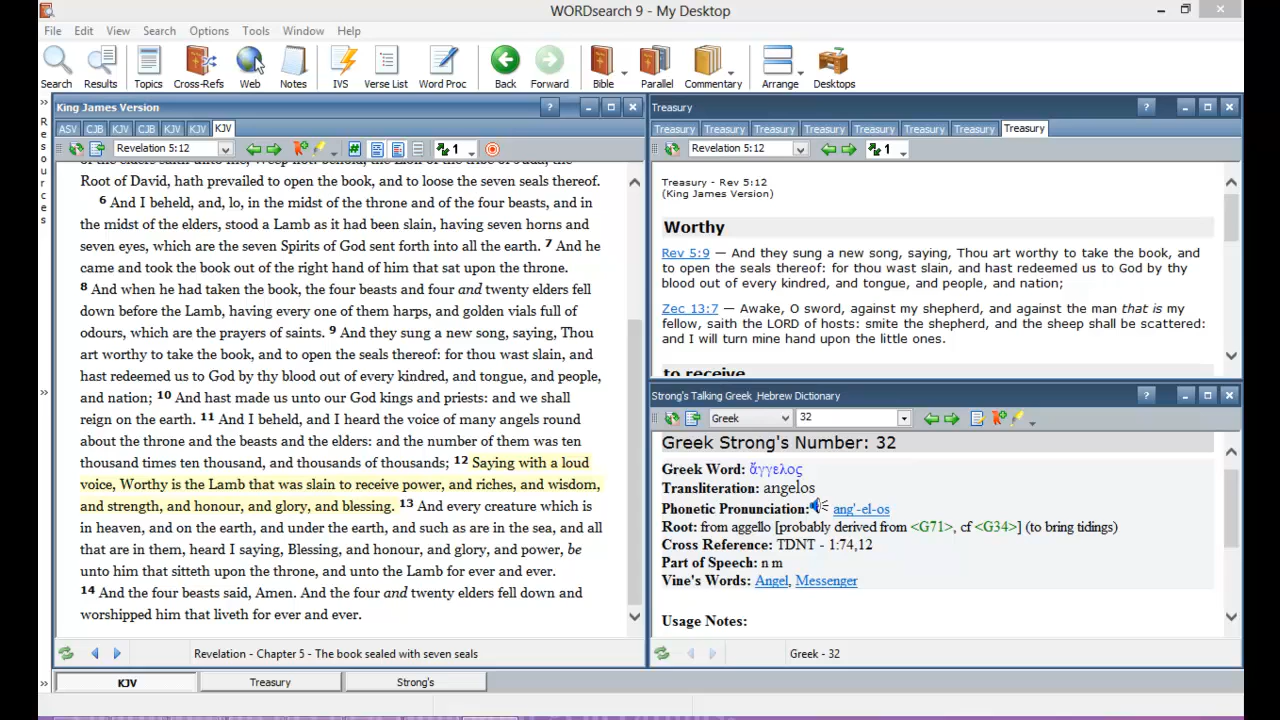 WORDsearch 9 - My Desktop
File Edit View Search Options Tools Window Help
Search Results Topics Cross-Refs Web Notes IVS Verse List Word Proc Back Forward Bible Parallel Commentary Arrange Desktops
Resources
King James Version
ASV CJB KJV CJB KJV KJV KJV
Revelation 5:12 1
Root of David, hath prevailed to open the book, and to loose the seven seals thereof.
6 And I beheld, and, lo, in the midst of the throne and of the four beasts, and in
the midst of the elders, stood a Lamb as it had been slain, having seven horns and
seven eyes, which are the seven Spirits of God sent forth into all the earth. 7 And he
came and took the book out of the right hand of him that sat upon the throne.
8 And when he had taken the book, the four beasts and four and twenty elders fell
down before the Lamb, having every one of them harps, and golden vials full of
odours, which are the prayers of saints. 9 And they sung a new song, saying, Thou
art worthy to take the book, and to open the seals thereof: for thou wast slain, and
hast redeemed us to God by thy blood out of every kindred, and tongue, and people,
and nation; 10 And hast made us unto our God kings and priests: and we shall
reign on the earth. 11 And I beheld, and I heard the voice of many angels round
about the throne and the beasts and the elders: and the number of them was ten
thousand times ten thousand, and thousands of thousands; 12 Saying with a loud
voice, Worthy is the Lamb that was slain to receive power, and riches, and wisdom,
and strength, and honour, and glory, and blessing. 13 And every creature which is
in heaven, and on the earth, and under the earth, and such as are in the sea, and all
that are in them, heard I saying, Blessing, and honour, and glory, and power, be
unto him that sitteth upon the throne, and unto the Lamb for ever and ever.
14 And the four beasts said, Amen. And the four and twenty elders fell down and
worshipped him that liveth for ever and ever.
Revelation - Chapter 5 - The book sealed with seven seals
Treasury
Treasury Treasury Treasury Treasury Treasury Treasury Treasury Treasury
Revelation 5:12 1
Treasury - Rev 5:12
(King James Version)
Worthy
Rev 5:9 — And they sung a new song, saying, Thou art worthy to take the book, and
to open the seals thereof: for thou wast slain, and hast redeemed us to God by thy
blood out of every kindred, and tongue, and people, and nation;
Zec 13:7 — Awake, O sword, against my shepherd, and against the man that is my
fellow, saith the LORD of hosts: smite the shepherd, and the sheep shall be scattered:
and I will turn mine hand upon the little ones.
to receive
Strong's Talking Greek Hebrew Dictionary
Greek 32
Greek Strong's Number: 32
Greek Word: ἄγγελος
Transliteration: angelos
Phonetic Pronunciation: ang'-el-os
Root: from aggello [probably derived from <G71>, cf <G34>] (to bring tidings)
Cross Reference: TDNT - 1:74,12
Part of Speech: n m
Vine's Words: Angel, Messenger
Usage Notes:
Greek - 32
KJV Treasury Strong's